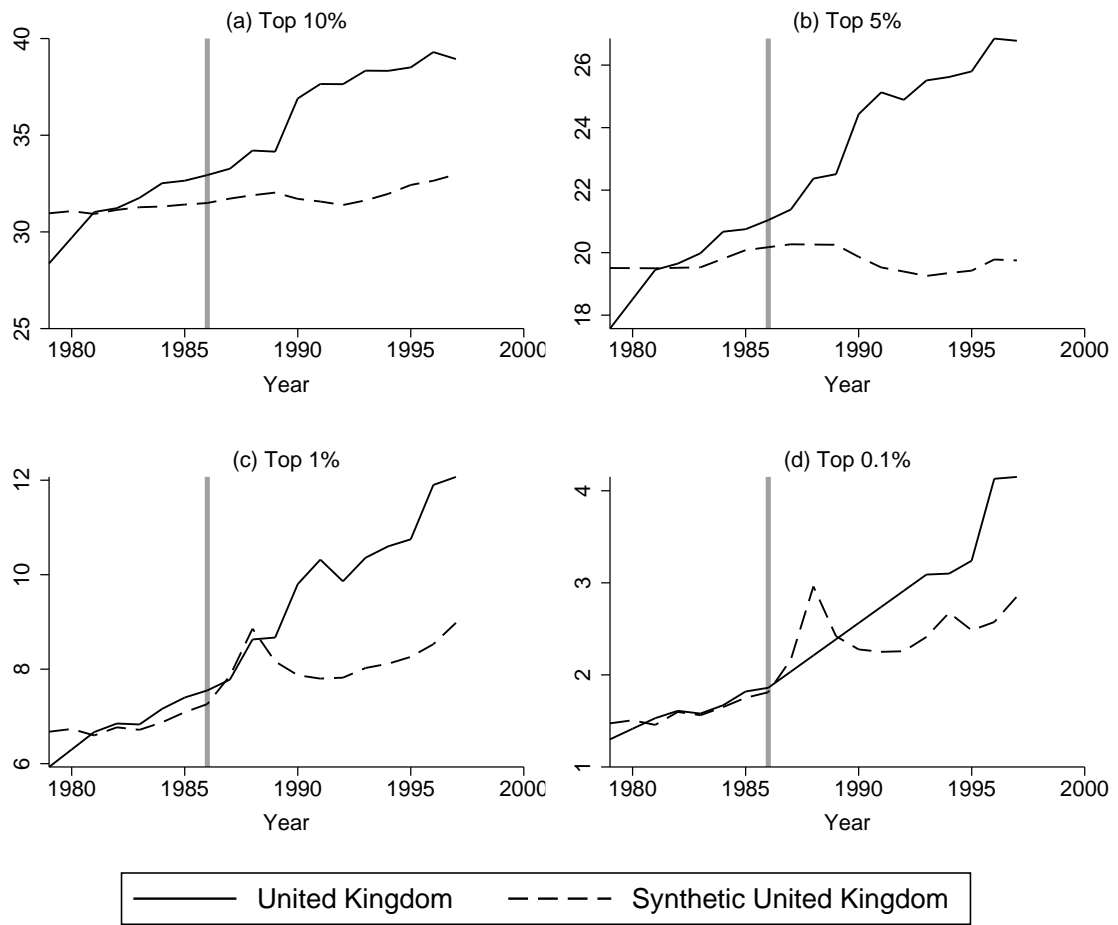 (a) Top 10%
40
35
30
25
1980 1985 1990 1995 2000
Year
(b) Top 5%
26
24
22
20
18
1980 1985 1990 1995 2000
Year
(c) Top 1%
12
10
8
6
1980 1985 1990 1995 2000
Year
(d) Top 0.1%
4
3
2
1
1980 1985 1990 1995 2000
Year
United Kingdom Synthetic United Kingdom